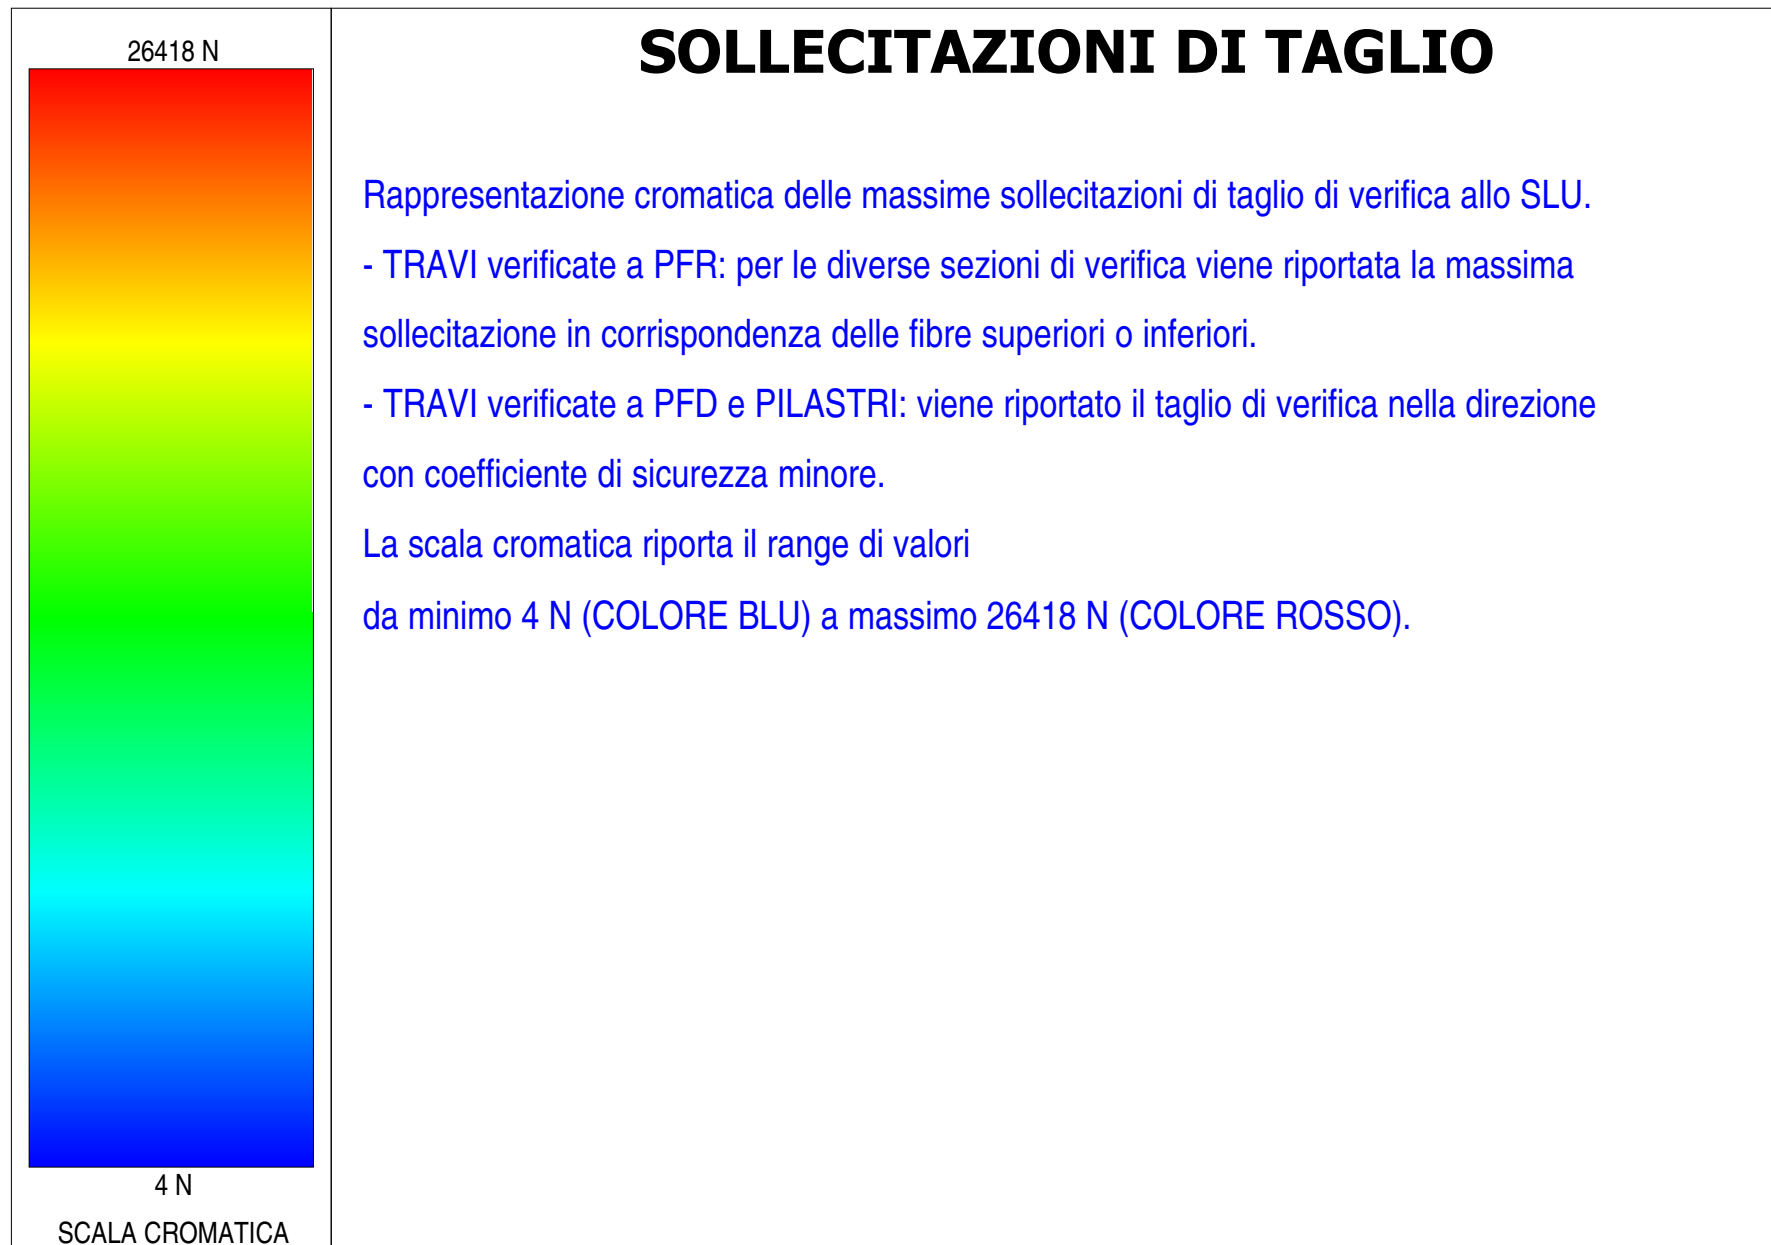 26418 N
SOLLECITAZIONI DI TAGLIO
Rappresentazione cromatica delle massime sollecitazioni di taglio di verifica allo SLU.
- TRAVI verificate a PFR: per le diverse sezioni di verifica viene riportata la massima
sollecitazione in corrispondenza delle fibre superiori o inferiori.
- TRAVI verificate a PFD e PILASTRI: viene riportato il taglio di verifica nella direzione
con coefficiente di sicurezza minore.
La scala cromatica riporta il range di valori
da minimo 4 N (COLORE BLU) a massimo 26418 N (COLORE ROSSO).
4 N
SCALA CROMATICA